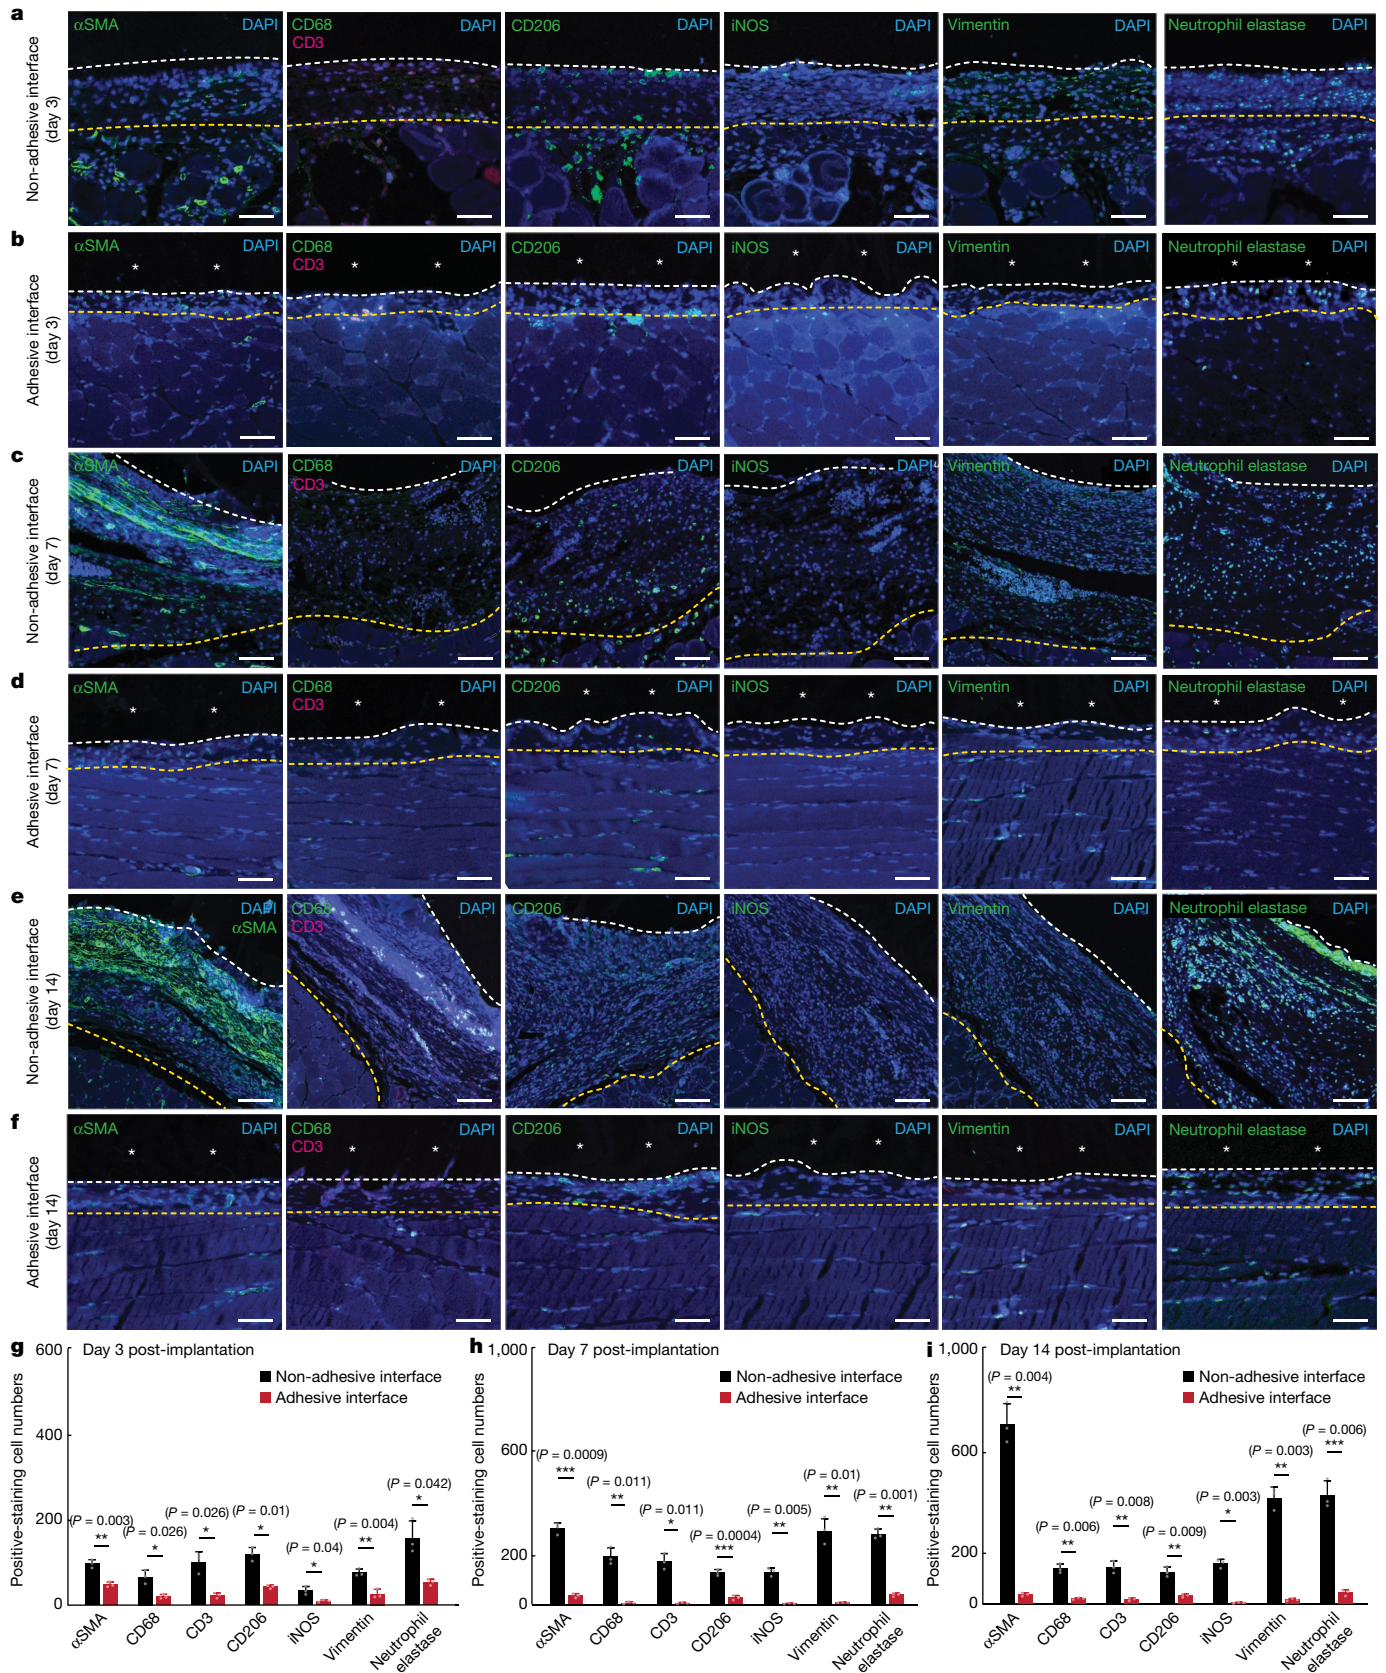 a
Non-adhesive interface
(day 3)
αSMA DAPI
CD68 DAPI
CD3
CD206 DAPI
iNOS DAPI
Vimentin DAPI
Neutrophil elastase DAPI
b
Adhesive interface
(day 3)
αSMA DAPI
* *
CD68 DAPI
CD3
* *
CD206 DAPI
* *
iNOS DAPI
* *
Vimentin DAPI
* *
Neutrophil elastase DAPI
* *
c
Non-adhesive interface
(day 7)
αSMA DAPI
CD68 DAPI
CD3
CD206 DAPI
iNOS DAPI
Vimentin DAPI
Neutrophil elastase DAPI
d
Adhesive interface
(day 7)
αSMA DAPI
* *
CD68 DAPI
CD3
* *
CD206 DAPI
* *
iNOS DAPI
* *
Vimentin DAPI
* *
Neutrophil elastase DAPI
* *
e
Non-adhesive interface
(day 14)
DAPI
αSMA
CD68 DAPI
CD3
CD206 DAPI
iNOS DAPI
Vimentin DAPI
Neutrophil elastase DAPI
f
Adhesive interface
(day 14)
αSMA DAPI
* *
CD68 DAPI
CD3
* *
CD206 DAPI
* *
iNOS DAPI
* *
Vimentin DAPI
* *
Neutrophil elastase DAPI
* *
g
Day 3 post-implantation
Non-adhesive interface
Adhesive interface
Positive-staining cell numbers
600
400
200
0
(P = 0.003)
**
(P = 0.026)
*
(P = 0.026)
*
(P = 0.01)
*
(P = 0.04)
*
(P = 0.004)
**
(P = 0.042)
*
αSMA
CD68
CD3
CD206
iNOS
Vimentin
Neutrophil
elastase
h
Day 7 post-implantation
Non-adhesive interface
Adhesive interface
Positive-staining cell numbers
1,000
600
200
0
(P = 0.0009)
***
(P = 0.011)
**
(P = 0.011)
*
(P = 0.0004)
***
(P = 0.005)
**
(P = 0.01)
**
(P = 0.001)
**
αSMA
CD68
CD3
CD206
iNOS
Vimentin
Neutrophil
elastase
i
Day 14 post-implantation
Non-adhesive interface
Adhesive interface
Positive-staining cell numbers
1,000
600
200
0
(P = 0.004)
**
(P = 0.006)
**
(P = 0.008)
**
(P = 0.009)
**
(P = 0.003)
*
(P = 0.003)
**
(P = 0.006)
***
αSMA
CD68
CD3
CD206
iNOS
Vimentin
Neutrophil
elastase